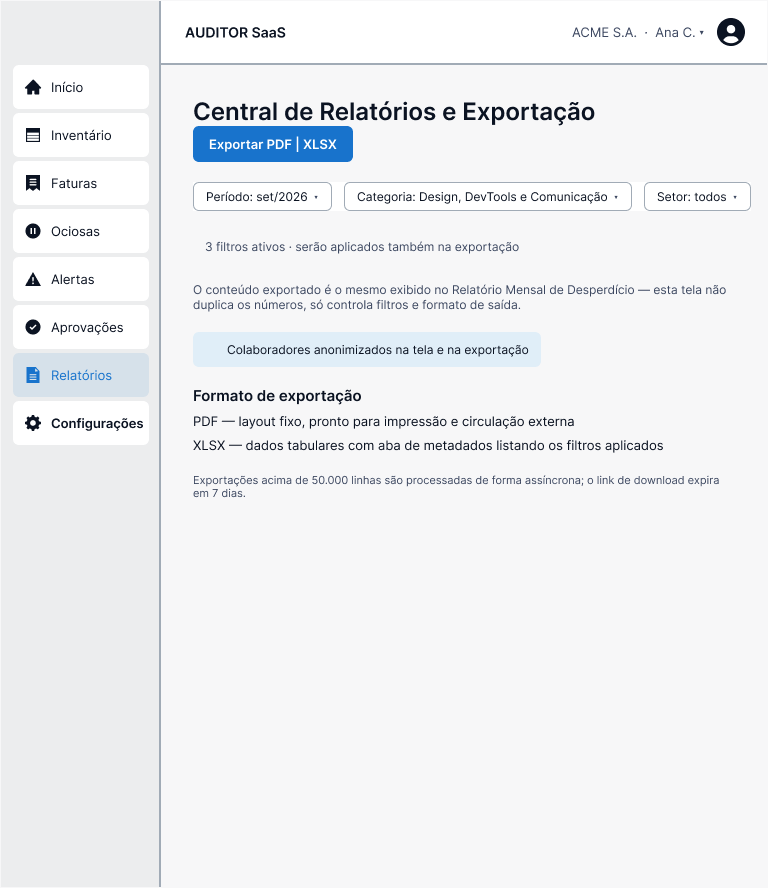 AUDITOR SaaS
ACME S.A. · Ana C. ▾
Início
Inventário
Faturas
Ociosas
Alertas
Aprovações
Relatórios
Configurações
Central de Relatórios e Exportação
Exportar PDF | XLSX
Período: set/2026 ▾
Categoria: Design, DevTools e Comunicação ▾
Setor: todos ▾
3 filtros ativos · serão aplicados também na exportação
O conteúdo exportado é o mesmo exibido no Relatório Mensal de Desperdício — esta tela não
duplica os números, só controla filtros e formato de saída.
Colaboradores anonimizados na tela e na exportação
Formato de exportação
PDF — layout fixo, pronto para impressão e circulação externa
XLSX — dados tabulares com aba de metadados listando os filtros aplicados
Exportações acima de 50.000 linhas são processadas de forma assíncrona; o link de download expira
em 7 dias.